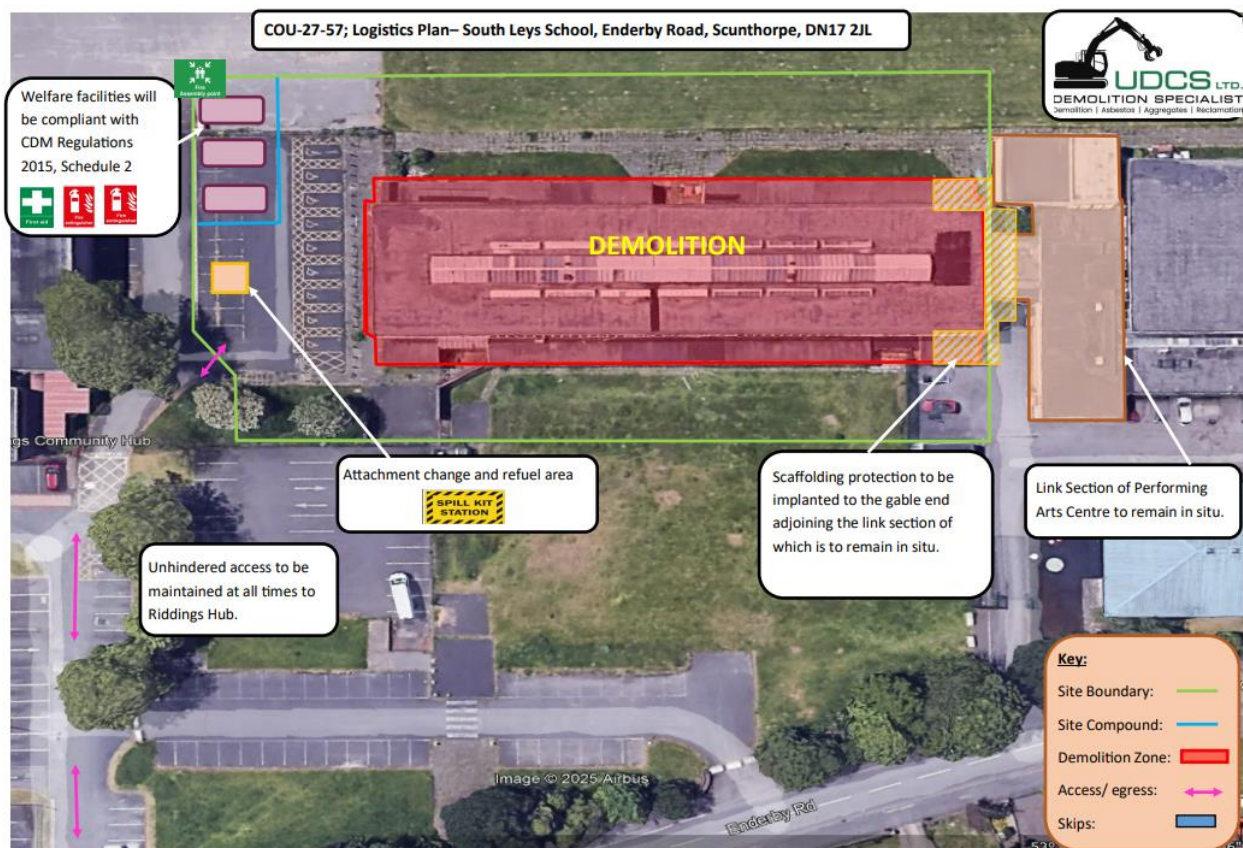 COU-27-57; Logistics Plan– South Leys School, Enderby Road, Scunthorpe, DN17 2JL
UDCS LTD.
DEMOLITION SPECIALIST
Demolition | Asbestos | Aggregates | Reclamation
Fire
Assembly point
Welfare facilities will
be compliant with
CDM Regulations
2015, Schedule 2
First aid
Fire
extinguisher
Fire
extinguisher
DEMOLITION
ngs Community Hub
Attachment change and refuel area
SPILL KIT
STATION
Scaffolding protection to be
implanted to the gable end
adjoining the link section of
which is to remain in situ.
Link Section of Performing
Arts Centre to remain in situ.
Unhindered access to be
maintained at all times to
Riddings Hub.
Key:
Site Boundary:
Site Compound:
Demolition Zone:
Access/ egress:
Skips:
Image © 2025 Airbus
Enderby Rd